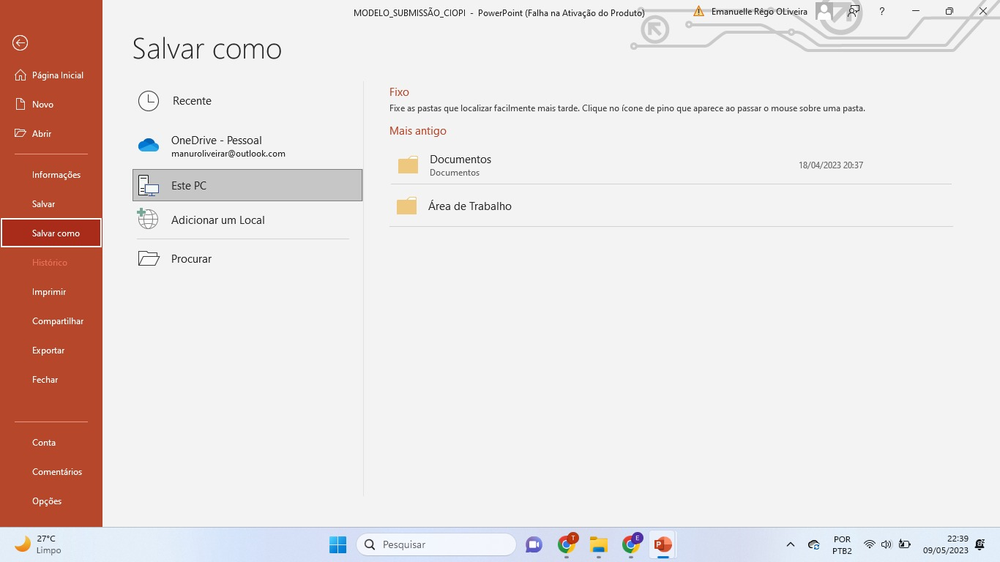 MODELO_SUBMISSÃO_CIOPI - PowerPoint (Falha na Ativação do Produto)
Emanuelle Rêgo OLiveira
?
Salvar como
Página Inicial
Novo
Abrir
Informações
Salvar
Salvar como
Histórico
Imprimir
Compartilhar
Exportar
Fechar
Conta
Comentários
Opções
Recente
OneDrive - Pessoal
manuroliveirar@outlook.com
Este PC
Adicionar um Local
Procurar
Fixo
Fixe as pastas que localizar facilmente mais tarde. Clique no ícone de pino que aparece ao passar o mouse sobre uma pasta.
Mais antigo
Documentos
Documentos
18/04/2023 20:37
Área de Trabalho
27°C
Limpo
Pesquisar
T
E
P
POR
PTB2
22:39
09/05/2023